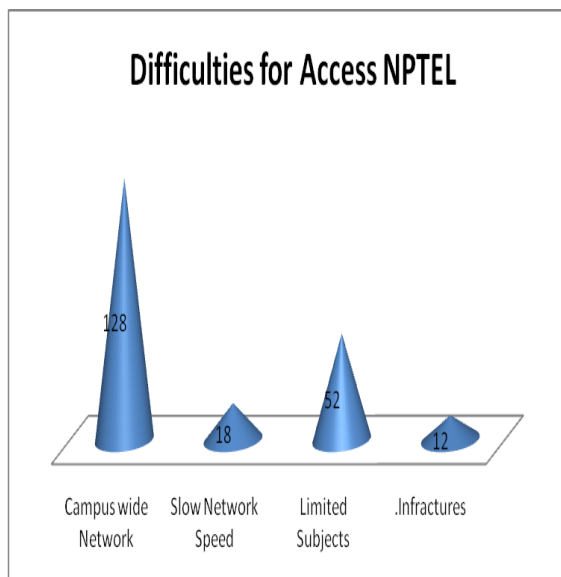 Difficulties for Access NPTEL
128
18
52
12
Campus wide
Network
Slow Network
Speed
Limited
Subjects
.Infractures